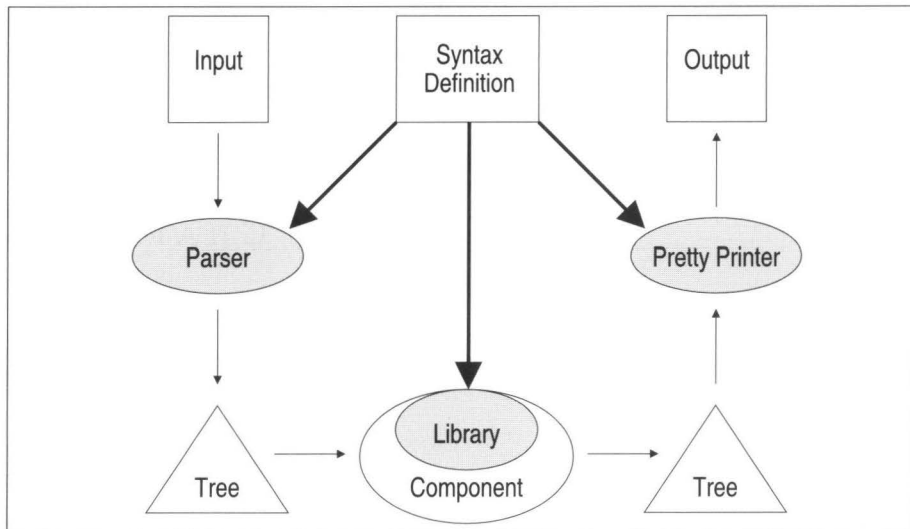 Input
Syntax
Definition
Output
Parser
Pretty Printer
Library
Component
Tree
Tree